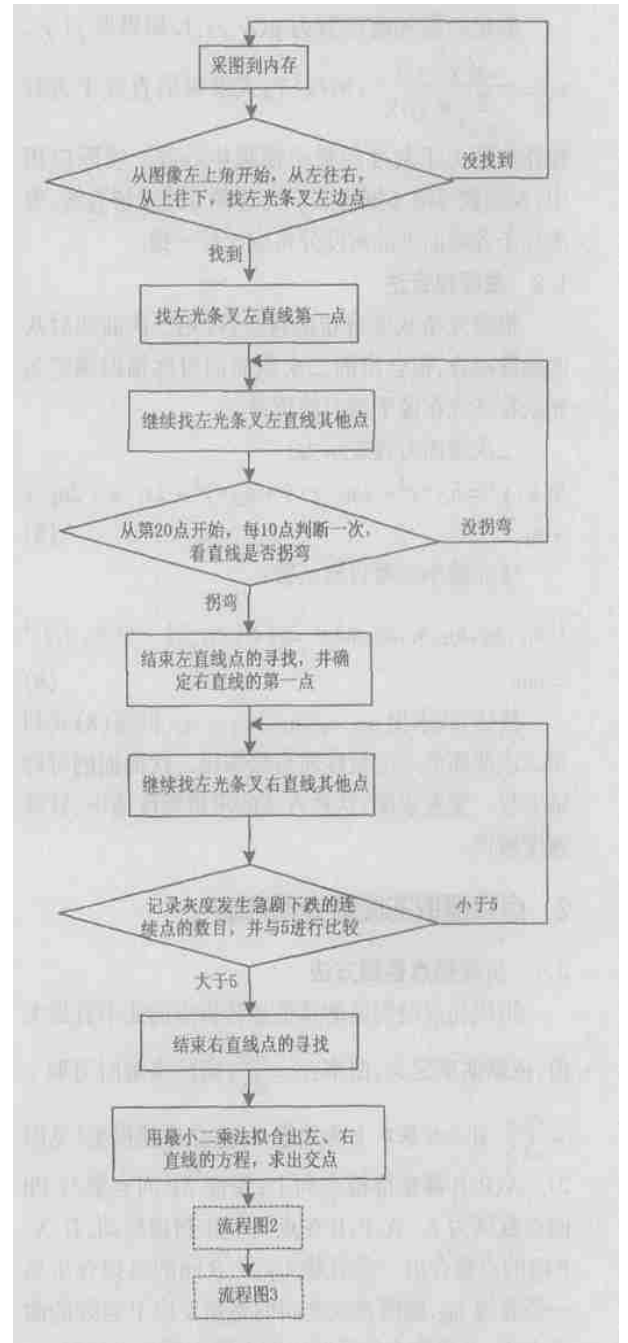 采图到内存
从图像左上角开始，从左往右，
从上往下，找左光条叉左边点
没找到
找到
找左光条叉左直线第一点
继续找左光条叉左直线其他点
从第20点开始，每10点判断一次，
看直线是否拐弯
没拐弯
拐弯
结束左直线点的寻找，并确
定右直线的第一点
继续找左光条叉右直线其他点
记录灰度发生急剧下跌的连
续点的数目，并与5进行比较
小于5
大于5
结束右直线点的寻找
用最小二乘法拟合出左、右
直线的方程，求出交点
流程图2
流程图3